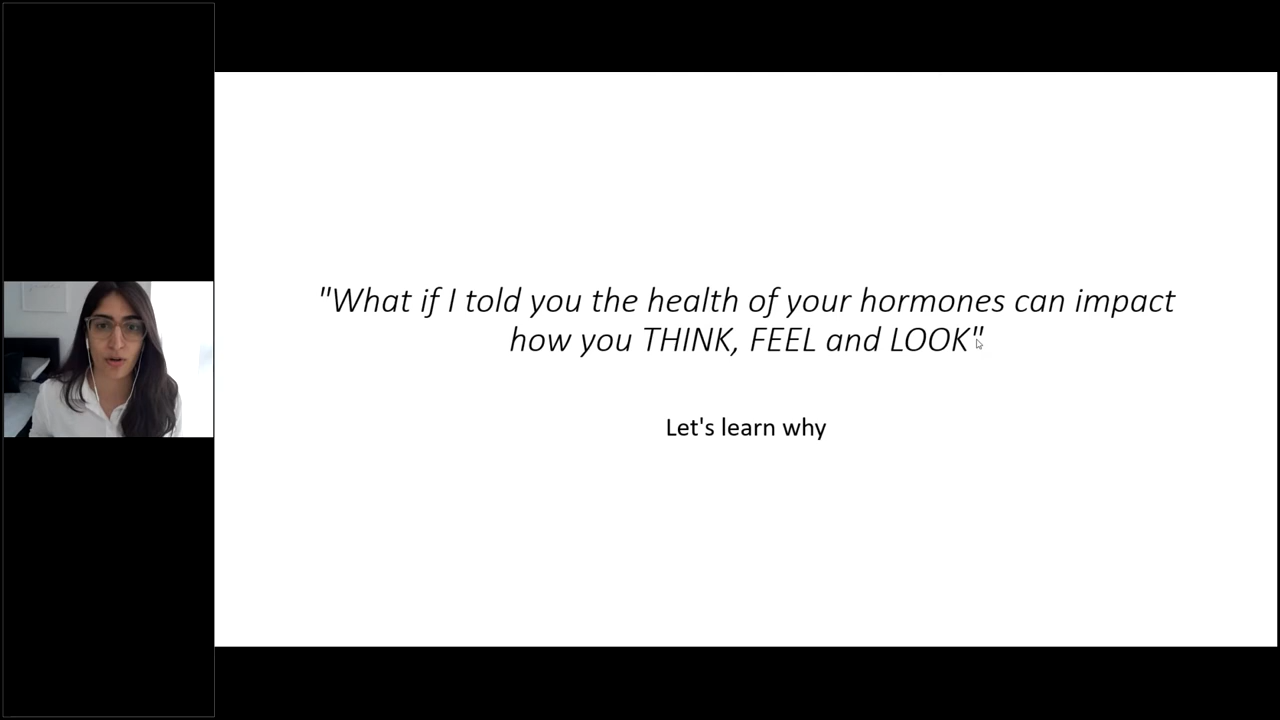 "What if I told you the health of your hormones can impact
how you THINK, FEEL and LOOK"
Let's learn why